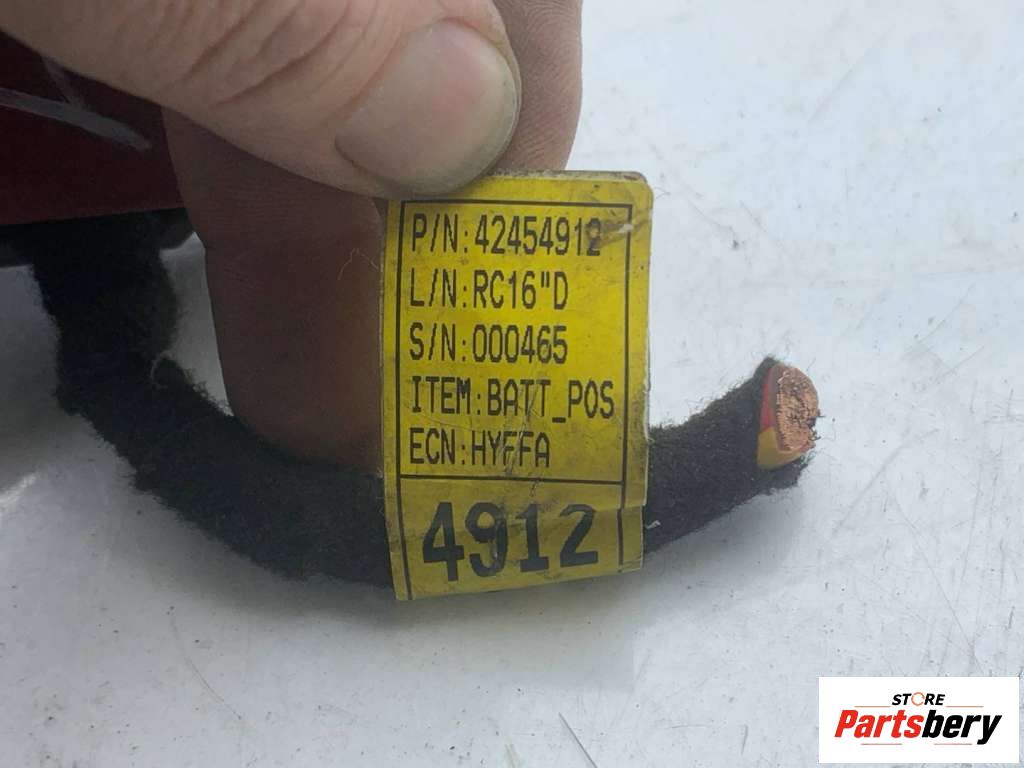 P/N:42454912
L/N:RC16"D
S/N:000465
ITEM:BATT_POS
ECN:HYFFA
4912
STORE
Partsbery